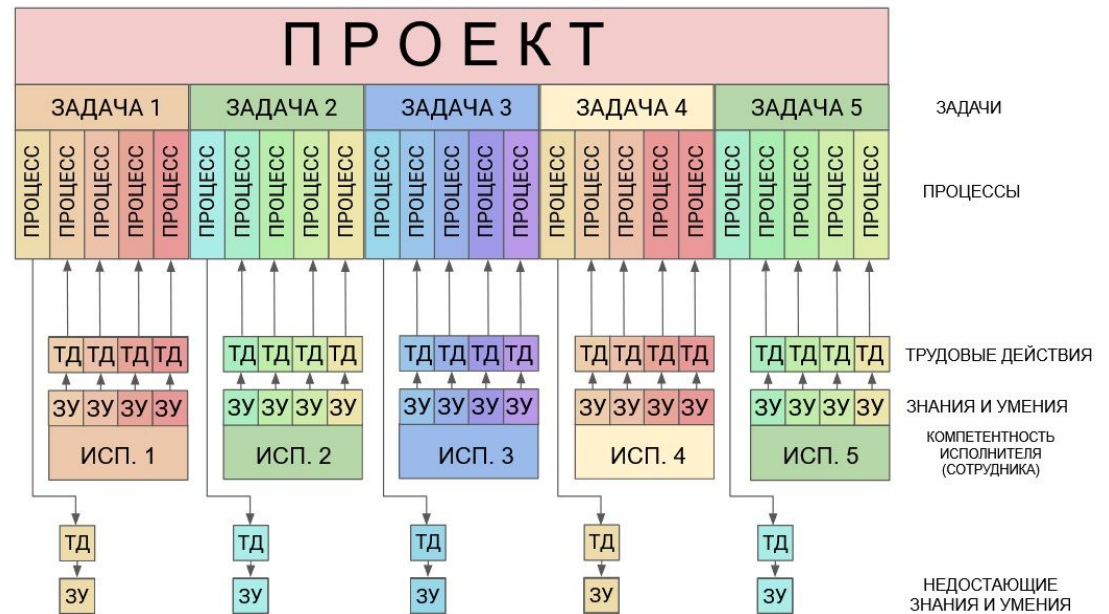 ПРОЕКТ
ЗАДАЧА 1 ЗАДАЧА 2 ЗАДАЧА 3 ЗАДАЧА 4 ЗАДАЧА 5 ЗАДАЧИ
ПРОЦЕСС ПРОЦЕСС ПРОЦЕСС ПРОЦЕСС ПРОЦЕСС ПРОЦЕСС ПРОЦЕСС ПРОЦЕСС ПРОЦЕСС ПРОЦЕСС ПРОЦЕСС ПРОЦЕСС ПРОЦЕСС ПРОЦЕСС ПРОЦЕСС ПРОЦЕСС ПРОЦЕСС ПРОЦЕСС ПРОЦЕСС ПРОЦЕСС ПРОЦЕСС ПРОЦЕСС ПРОЦЕСС ПРОЦЕСС ПРОЦЕСС ПРОЦЕССЫ
ТД ТД ТД ТД ТД ТД ТД ТД ТД ТД ТД ТД ТД ТД ТД ТД ТД ТД ТД ТД ТРУДОВЫЕ ДЕЙСТВИЯ
ЗУ ЗУ ЗУ ЗУ ЗУ ЗУ ЗУ ЗУ ЗУ ЗУ ЗУ ЗУ ЗУ ЗУ ЗУ ЗУ ЗУ ЗУ ЗУ ЗУ ЗНАНИЯ И УМЕНИЯ
ИСП. 1 ИСП. 2 ИСП. 3 ИСП. 4 ИСП. 5
КОМПЕТЕНТНОСТЬ
ИСПОЛНИТЕЛЯ
(СОТРУДНИКА)
ТД ТД ТД ТД ТД
ЗУ ЗУ ЗУ ЗУ ЗУ
НЕДОСТАЮЩИЕ
ЗНАНИЯ И УМЕНИЯ